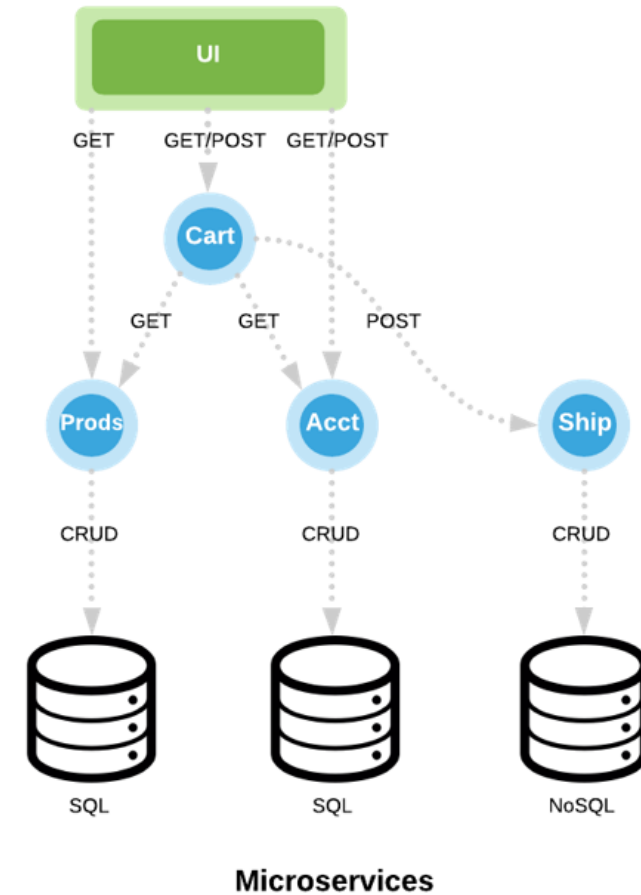 UI
GET
GET/POST
GET/POST
Cart
GET
GET
POST
Prods
Acct
Ship
CRUD
CRUD
CRUD
SQL
SQL
NoSQL
Microservices